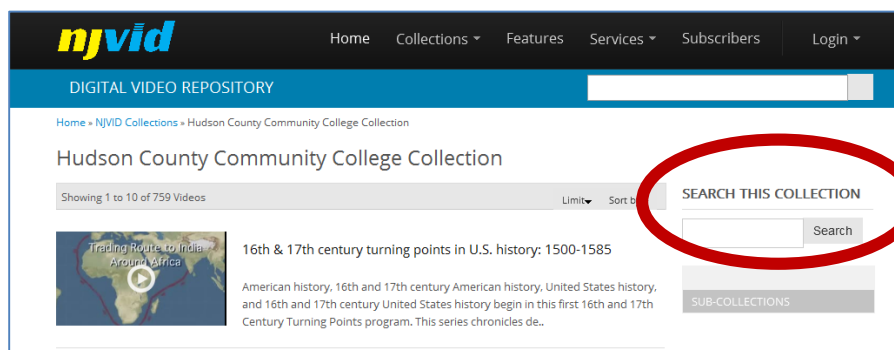 njvid
Home Collections Features Services Subscribers Login
DIGITAL VIDEO REPOSITORY
Home » NJVID Collections » Hudson County Community College Collection
Hudson County Community College Collection
Showing 1 to 10 of 759 Videos
Limit Sort b
SEARCH THIS COLLECTION
Search
SUB-COLLECTIONS
Trading Route to India
Around Africa
16th & 17th century turning points in U.S. history: 1500-1585
American history, 16th and 17th century American history, United States history,
and 16th and 17th century United States history begin in this first 16th and 17th
Century Turning Points program. This series chronicles de..